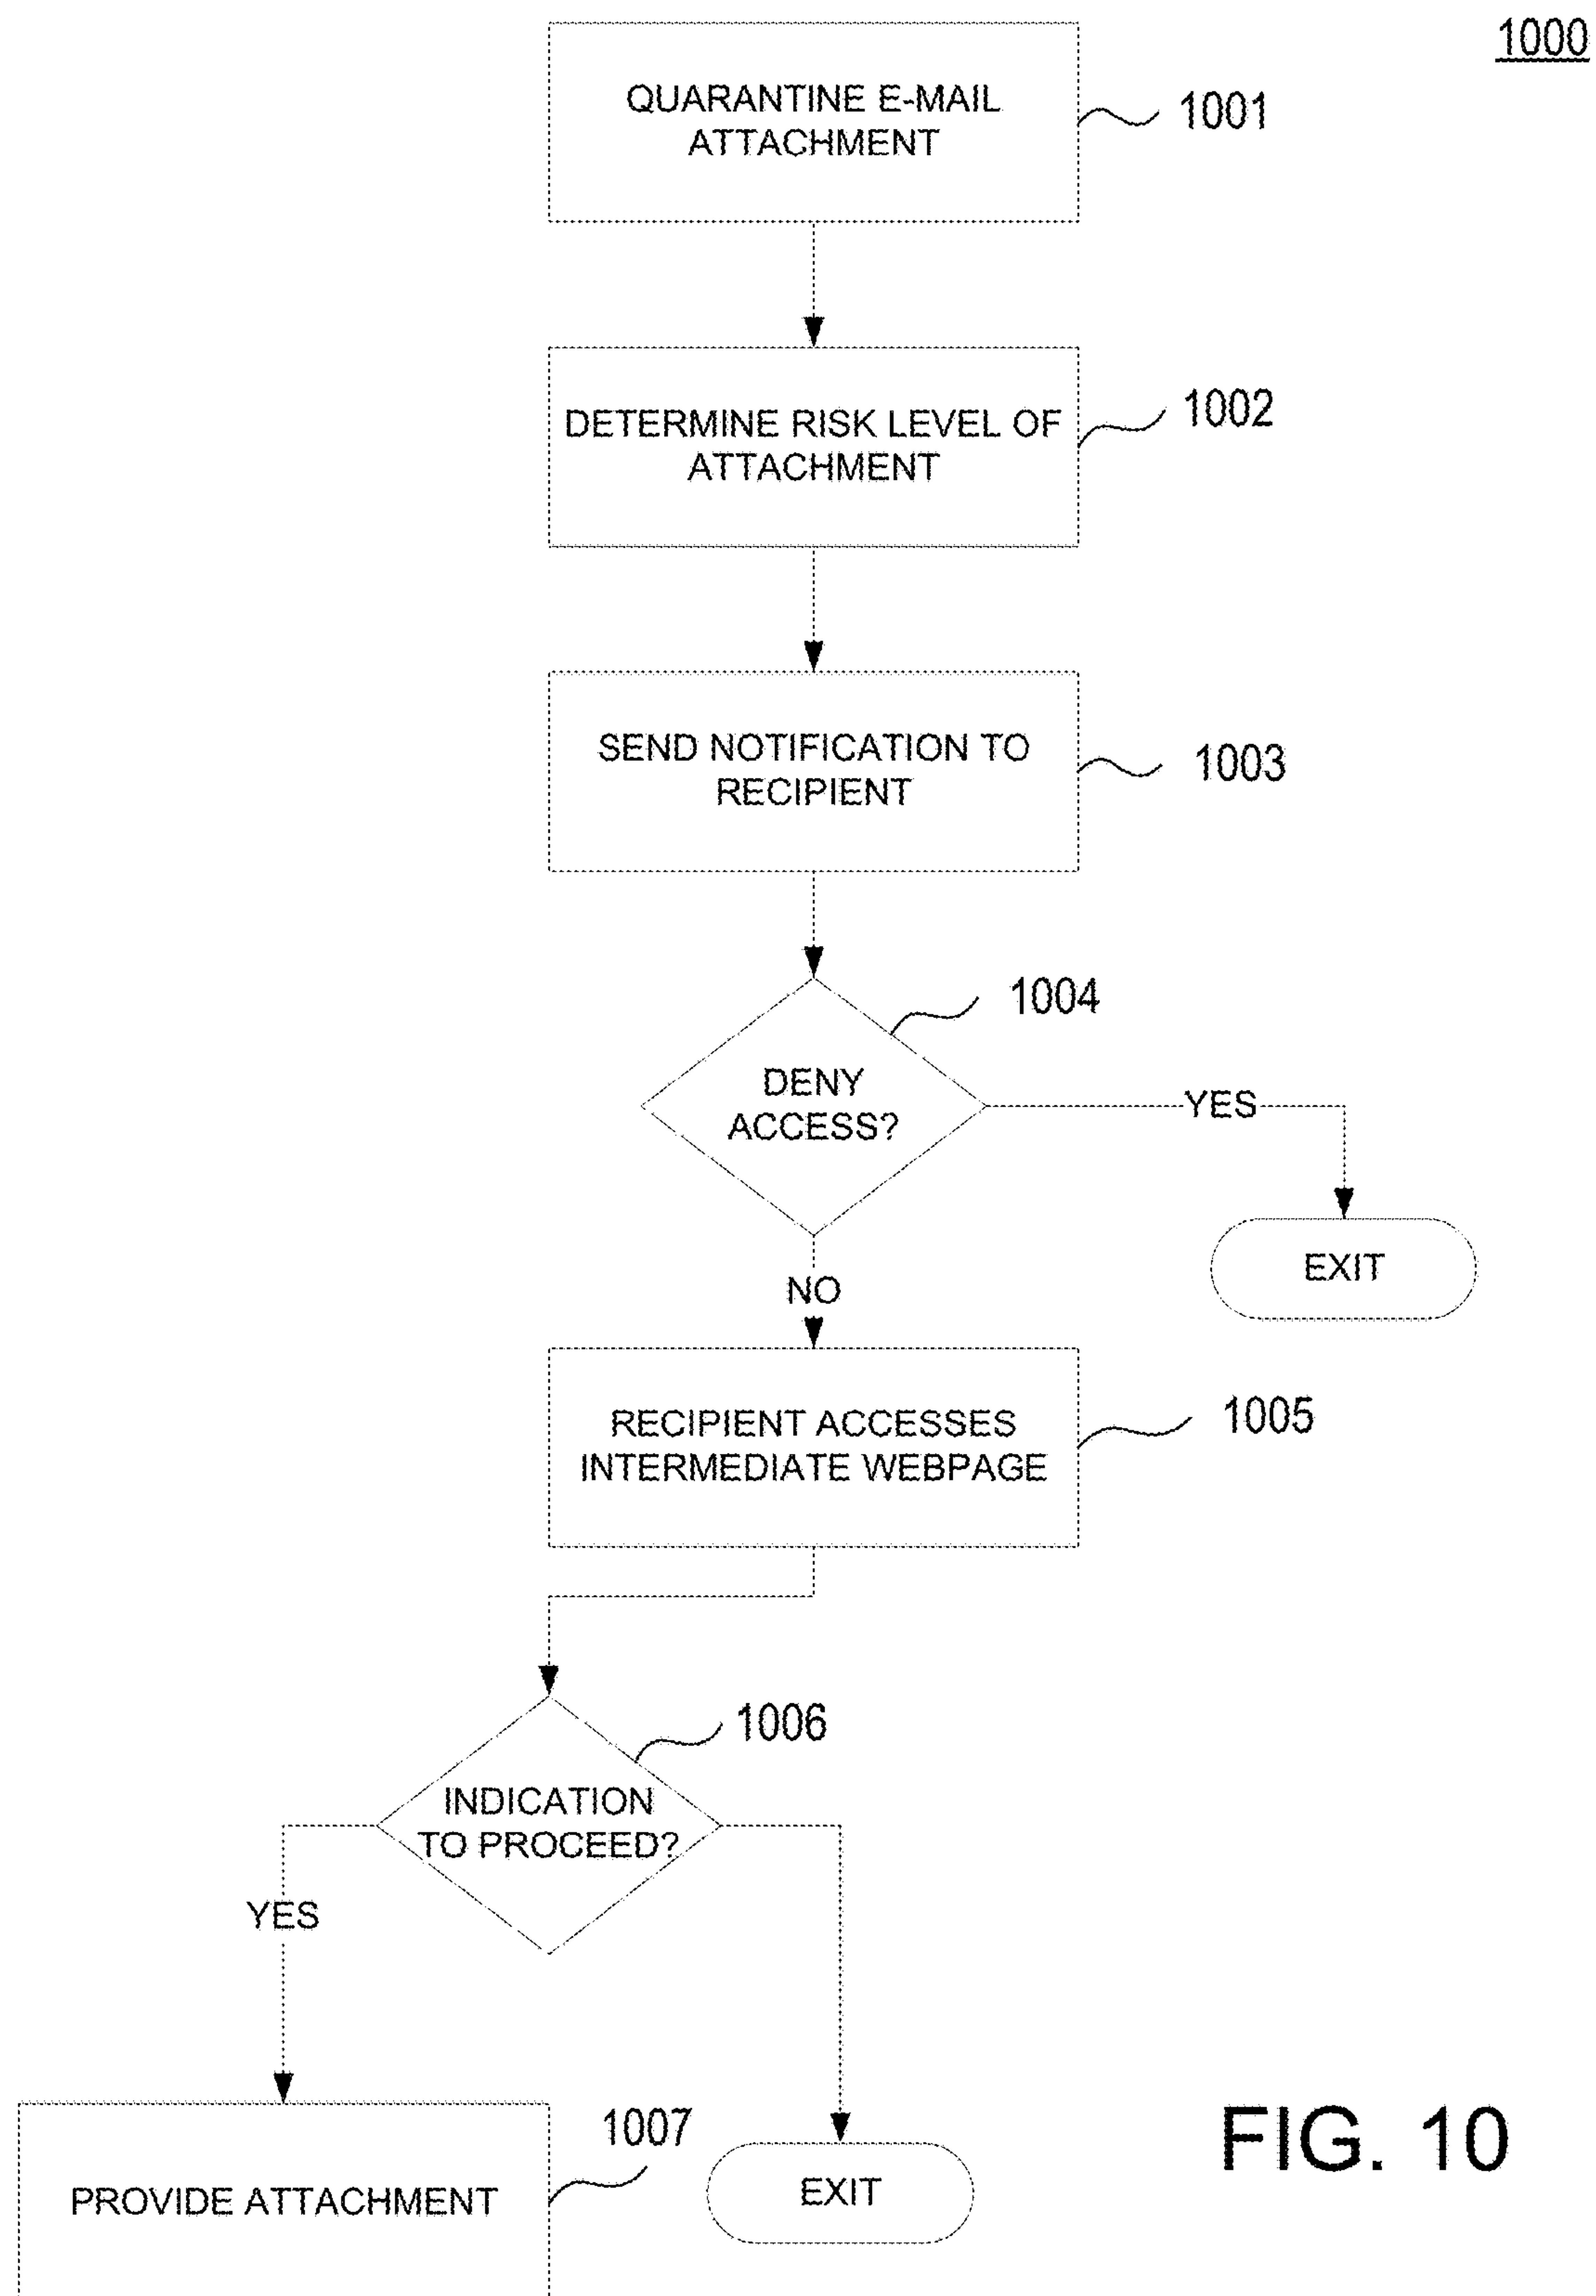 1000
QUARANTINE E-MAIL
ATTACHMENT
1001
DETERMINE RISK LEVEL OF
ATTACHMENT
1002
SEND NOTIFICATION TO
RECIPIENT
1003
1004
DENY
ACCESS?
YES
EXIT
NO
RECIPIENT ACCESSES
INTERMEDIATE WEBPAGE
1005
1006
INDICATION
TO PROCEED?
YES
1007
PROVIDE ATTACHMENT
EXIT
FIG. 10